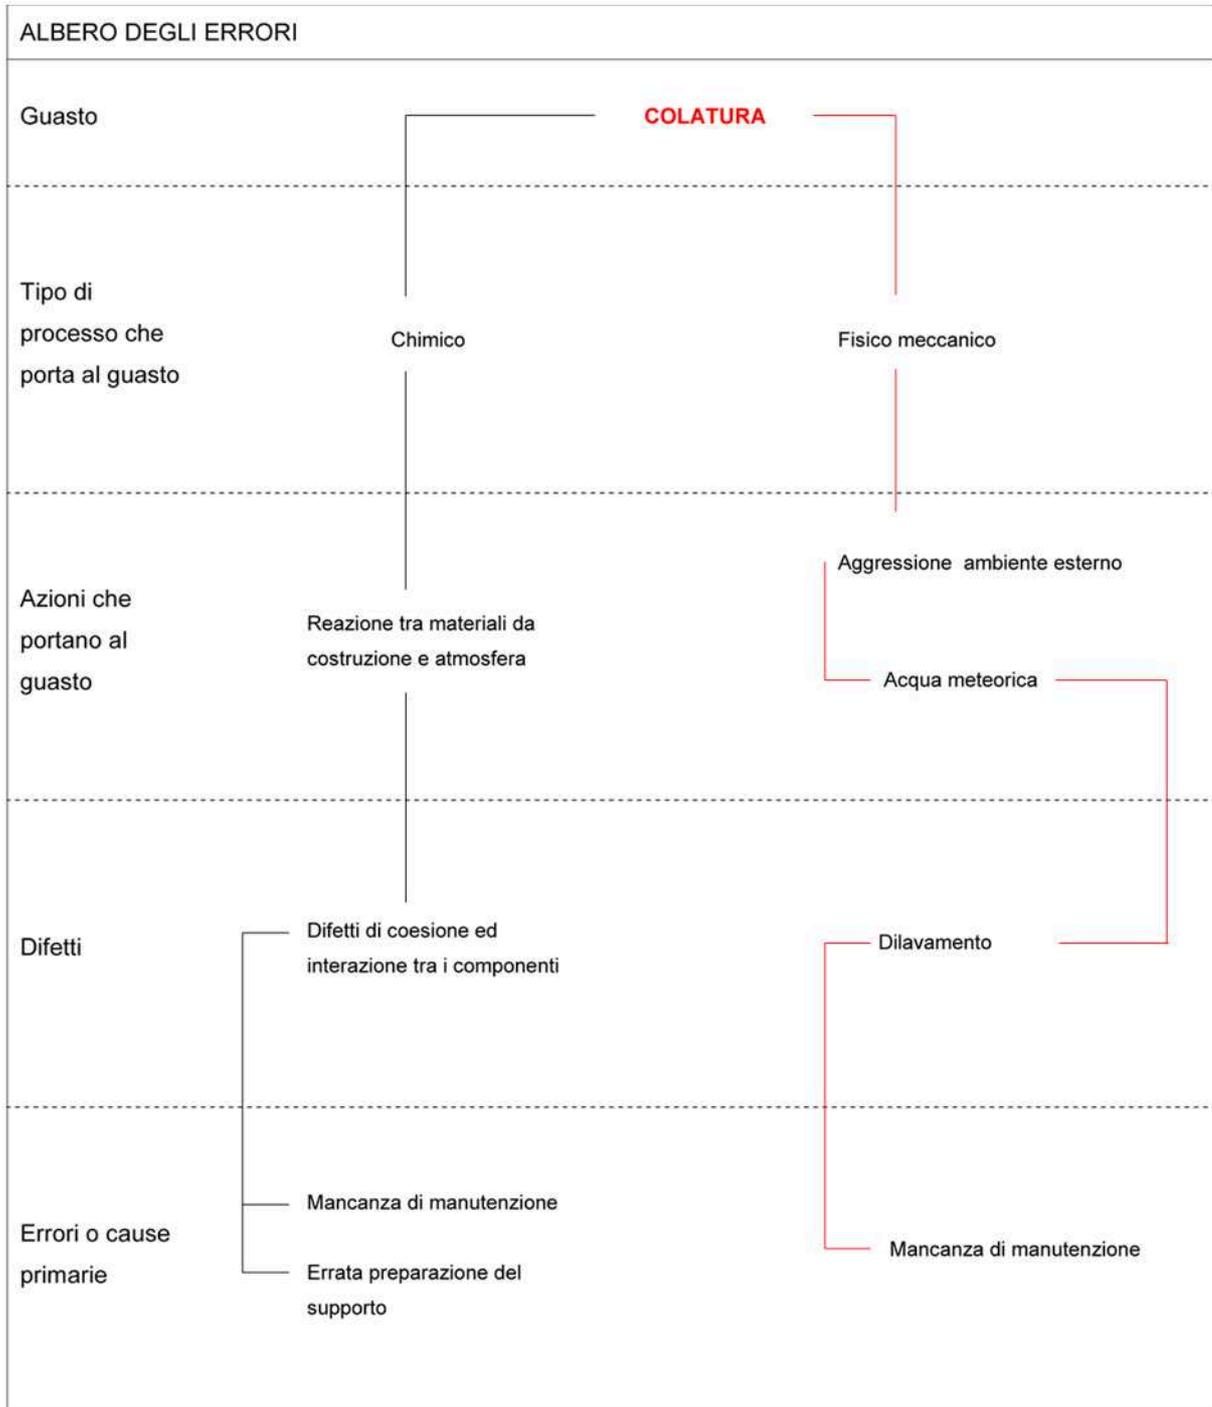 ALBERO DEGLI ERRORI
Guasto
COLATURA
Tipo di
processo che
porta al guasto
Chimico
Fisico meccanico
Azioni che
portano al
guasto
Reazione tra materiali da
costruzione e atmosfera
Aggressione  ambiente esterno
Acqua meteorica
Difetti
Difetti di coesione ed
interazione tra i componenti
Dilavamento
Errori o cause
primarie
Mancanza di manutenzione
Errata preparazione del
supporto
Mancanza di manutenzione